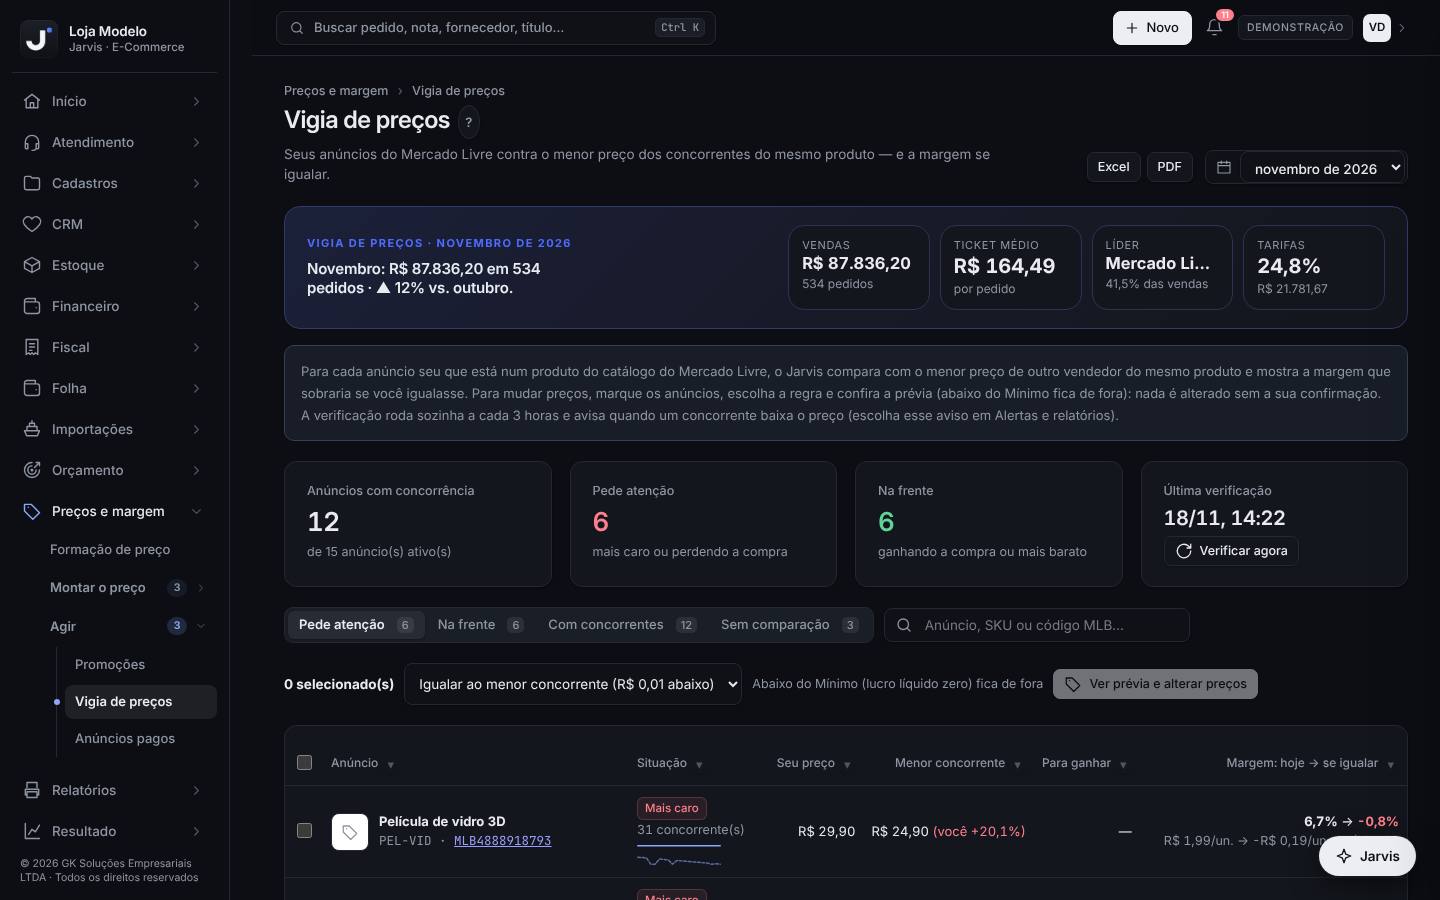 Loja Modelo
Jarvis · E-Commerce
Buscar pedido, nota, fornecedor, título...
Ctrl K
Novo
11
DEMONSTRAÇÃO
VD
Início
Atendimento
Cadastros
CRM
Estoque
Financeiro
Fiscal
Folha
Importações
Orçamento
Preços e margem
Formação de preço
Montar o preço 3
Agir 3
Promoções
Vigia de preços
Anúncios pagos
Relatórios
Resultado
© 2026 GK Soluções Empresariais
LTDA · Todos os direitos reservados
Preços e margem › Vigia de preços
Vigia de preços ?
Seus anúncios do Mercado Livre contra o menor preço dos concorrentes do mesmo produto — e a margem se
igualar.
Excel
PDF
novembro de 2026
VIGIA DE PREÇOS · NOVEMBRO DE 2026
Novembro: R$ 87.836,20 em 534
pedidos · ▲ 12% vs. outubro.
VENDAS
R$ 87.836,20
534 pedidos
TICKET MÉDIO
R$ 164,49
por pedido
LÍDER
Mercado Li...
41,5% das vendas
TARIFAS
24,8%
R$ 21.781,67
Para cada anúncio seu que está num produto do catálogo do Mercado Livre, o Jarvis compara com o menor preço de outro vendedor do mesmo produto e mostra a margem que
sobraria se você igualasse. Para mudar preços, marque os anúncios, escolha a regra e confira a prévia (abaixo do Mínimo fica de fora): nada é alterado sem a sua confirmação.
A verificação roda sozinha a cada 3 horas e avisa quando um concorrente baixa o preço (escolha esse aviso em Alertas e relatórios).
Anúncios com concorrência
12
de 15 anúncio(s) ativo(s)
Pede atenção
6
mais caro ou perdendo a compra
Na frente
6
ganhando a compra ou mais barato
Última verificação
18/11, 14:22
Verificar agora
Pede atenção 6
Na frente 6
Com concorrentes 12
Sem comparação 3
Anúncio, SKU ou código MLB...
0 selecionado(s)
Igualar ao menor concorrente (R$ 0,01 abaixo)
Abaixo do Mínimo (lucro líquido zero) fica de fora
Ver prévia e alterar preços
Anúncio ▼ Situação ▼ Seu preço ▼ Menor concorrente ▼ Para ganhar ▼ Margem: hoje → se igualar ▼
Película de vidro 3D
PEL-VID · MLB4888918793
Mais caro
31 concorrente(s)
R$ 29,90
R$ 24,90 (você +20,1%)
—
6,7% → -0,8%
R$ 1,99/un. → -R$ 0,19/un
Jarvis
Mais caro